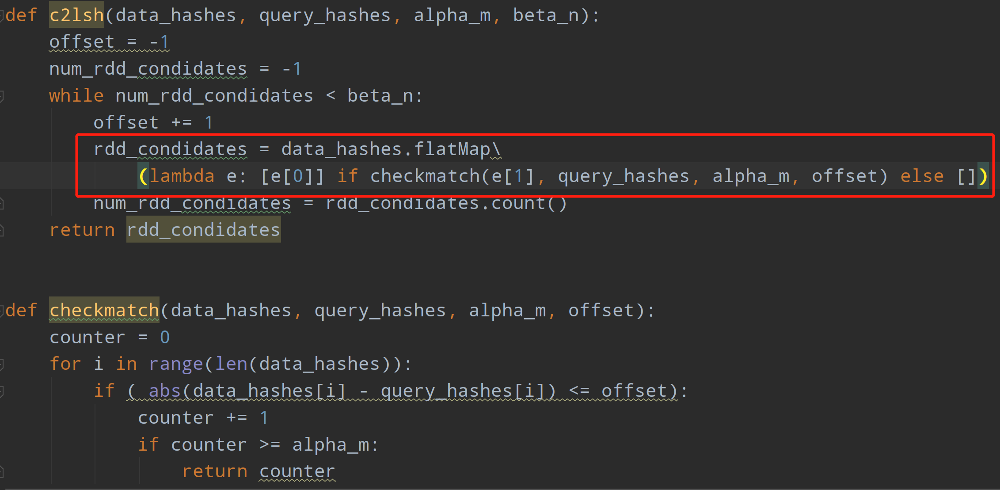 def c2lsh(data_hashes, query_hashes, alpha_m, beta_n):
    offset = -1
    num_rdd_condidates = -1
    while num_rdd_condidates < beta_n:
        offset += 1
        rdd_condidates = data_hashes.flatMap\
            (lambda e: [e[0]] if checkmatch(e[1], query_hashes, alpha_m, offset) else [])
        num_rdd_condidates = rdd_condidates.count()
    return rdd_condidates
def checkmatch(data_hashes, query_hashes, alpha_m, offset):
    counter = 0
    for i in range(len(data_hashes)):
        if ( abs(data_hashes[i] - query_hashes[i]) <= offset):
            counter += 1
            if counter >= alpha_m:
                return counter